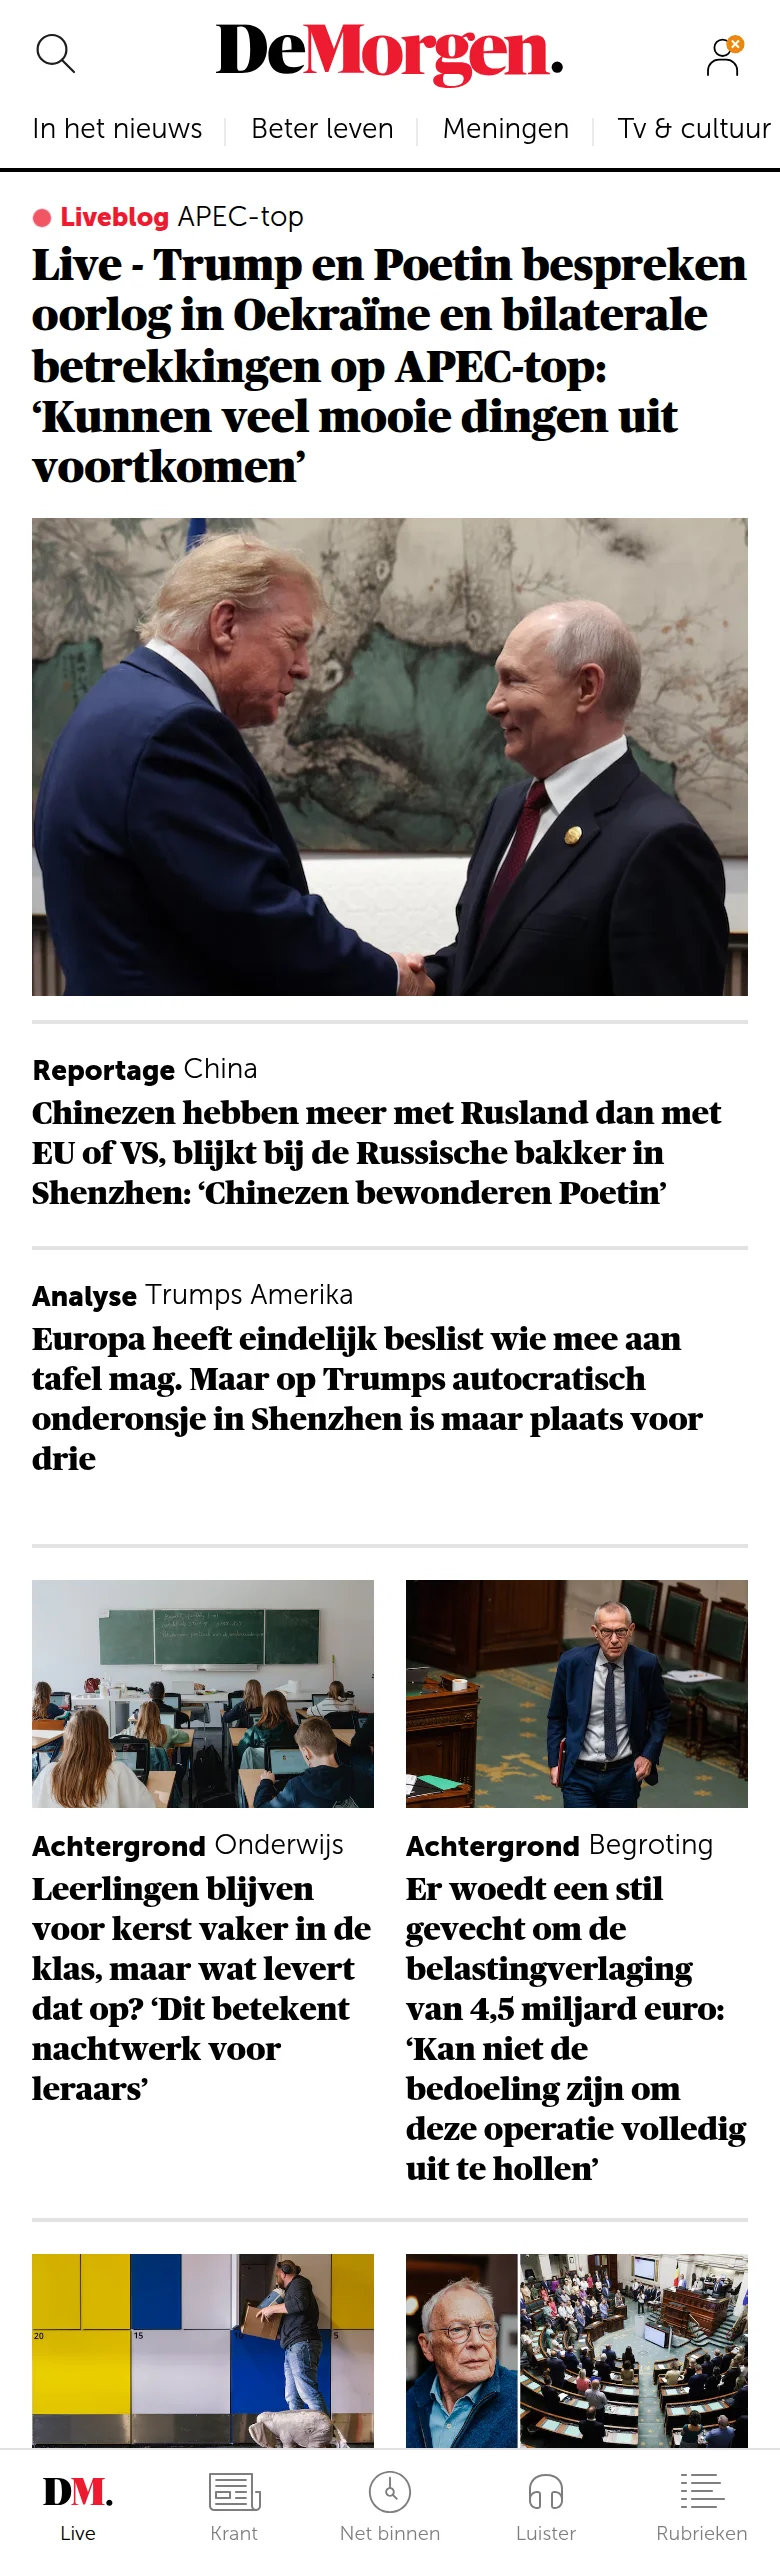 DeMorgen.
In het nieuws
Beter leven
Meningen
Tv & cultuur
Liveblog APEC-top
Live - Trump en Poetin bespreken
oorlog in Oekraïne en bilaterale
betrekkingen op APEC-top:
‘Kunnen veel mooie dingen uit
voortkomen’
Reportage China
Chinezen hebben meer met Rusland dan met
EU of VS, blijkt bij de Russische bakker in
Shenzhen: ‘Chinezen bewonderen Poetin’
Analyse Trumps Amerika
Europa heeft eindelijk beslist wie mee aan
tafel mag. Maar op Trumps autocratisch
onderonsje in Shenzhen is maar plaats voor
drie
Achtergrond Onderwijs
Leerlingen blijven
voor kerst vaker in de
klas, maar wat levert
dat op? ‘Dit betekent
nachtwerk voor
leraars’
Achtergrond Begroting
Er woedt een stil
gevecht om de
belastingverlaging
van 4,5 miljard euro:
‘Kan niet de
bedoeling zijn om
deze operatie volledig
uit te hollen’
20
15
5
DM.
Live
Krant
Net binnen
Luister
Rubrieken